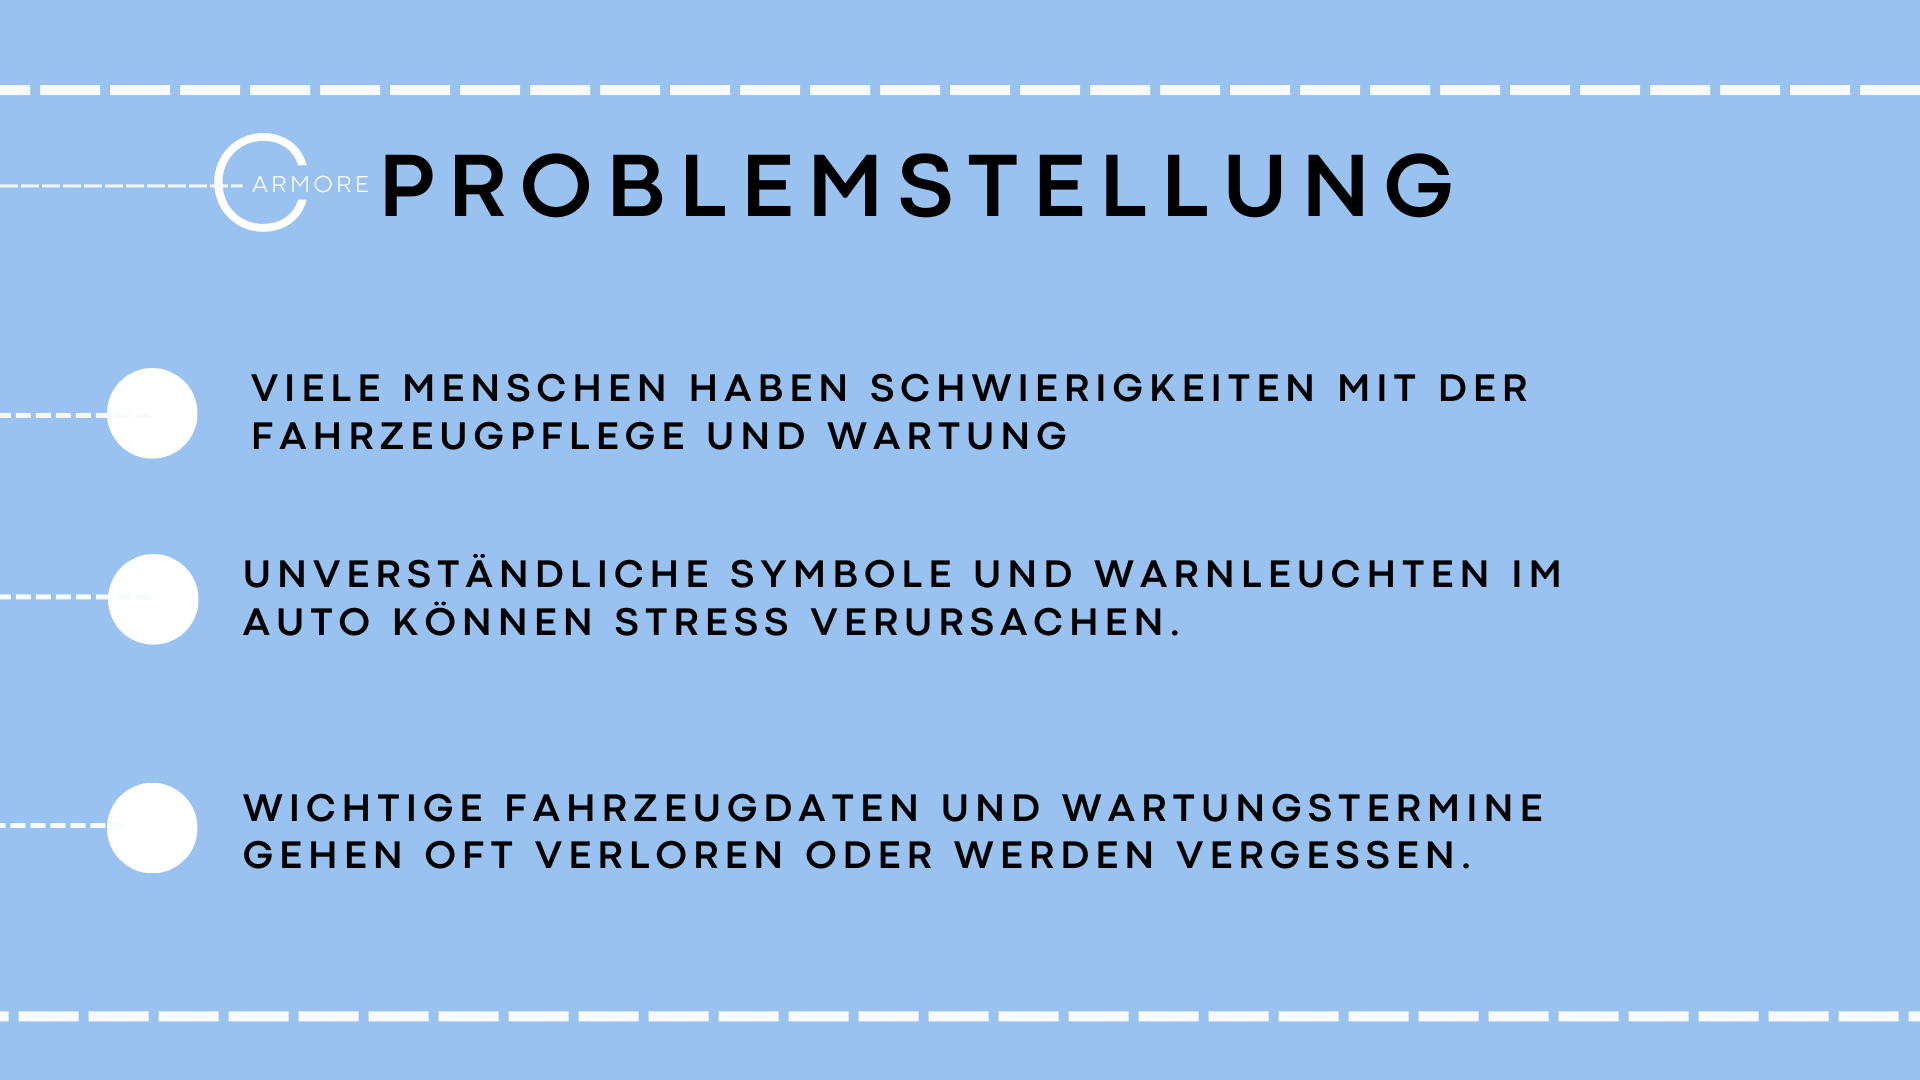 CARMORE PROBLEMSTELLUNG
VIELE MENSCHEN HABEN SCHWIERIGKEITEN MIT DER
FAHRZEUGPFLEGE UND WARTUNG
UNVERSTÄNDLICHE SYMBOLE UND WARNLEUCHTEN IM
AUTO KÖNNEN STRESS VERURSACHEN.
WICHTIGE FAHRZEUGDATEN UND WARTUNGSTERMINE
GEHEN OFT VERLOREN ODER WERDEN VERGESSEN.